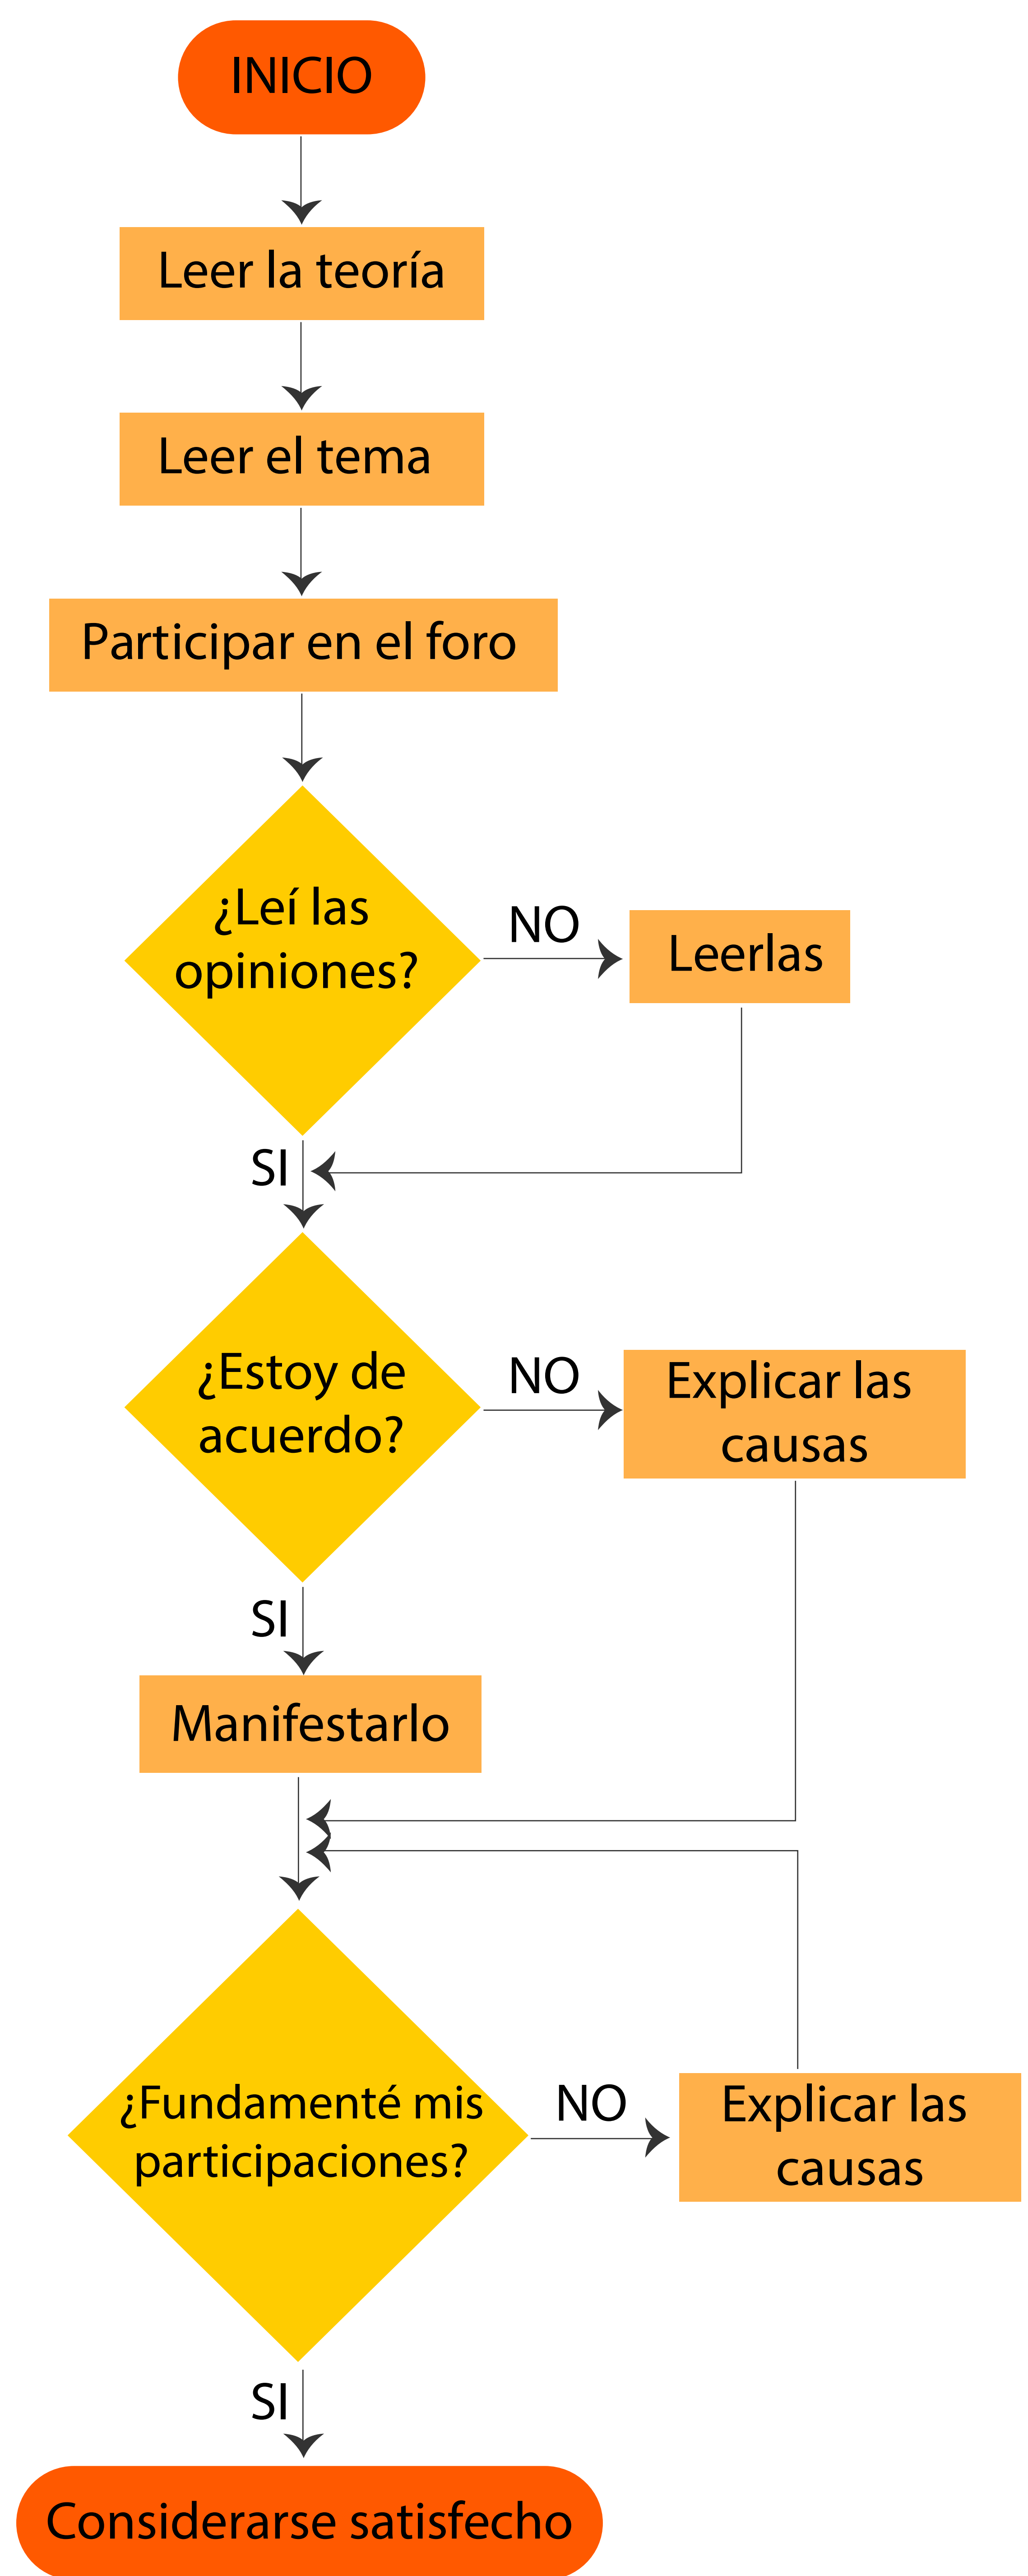 INICIO
Leer la teoría
Leer el tema
Participar en el foro
¿Leí las
opiniones?
NO
Leerlas
SI
¿Estoy de
acuerdo?
NO
Explicar las
causas
SI
Manifestarlo
¿Fundamenté mis
participaciones?
NO
Explicar las
causas
SI
Considerarse satisfecho